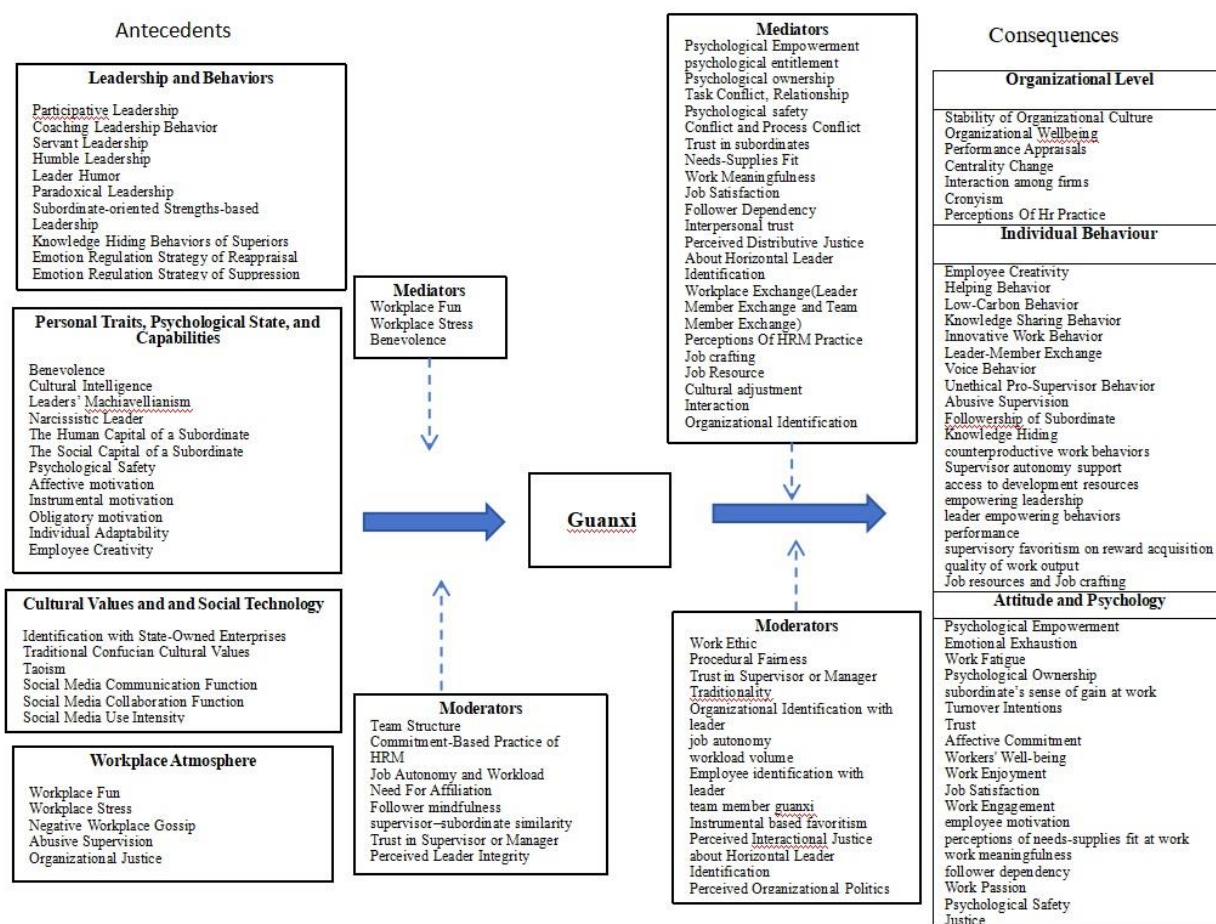 Antecedents
Leadership and Behaviors
Participative Leadership
Coaching Leadership Behavior
Servant Leadership
Humble Leadership
Leader Humor
Paradoxical Leadership
Subordinate-oriented Strengths-based
Leadership
Knowledge Hiding Behaviors of Superiors
Emotion Regulation Strategy of Reappraisal
Emotion Regulation Strategy of Suppression
Personal Traits, Psychological State, and
Capabilities
Benevolence
Cultural Intelligence
Leaders' Machiavellianism
Narcissistic Leader
The Human Capital of a Subordinate
The Social Capital of a Subordinate
Psychological Safety
Affective motivation
Instrumental motivation
Obligatory motivation
Individual Adaptability
Employee Creativity
Cultural Values and and Social Technology
Identification with State-Owned Enterprises
Traditional Confucian Cultural Values
Taoism
Social Media Communication Function
Social Media Collaboration Function
Social Media Use Intensity
Workplace Atmosphere
Workplace Fun
Workplace Stress
Negative Workplace Gossip
Abusive Supervision
Organizational Justice
Mediators
Workplace Fun
Workplace Stress
Benevolence
Moderators
Team Structure
Commitment-Based Practice of
HRM
Job Autonomy and Workload
Need For Affiliation
Follower mindfulness
supervisor–subordinate similarity
Trust in Supervisor or Manager
Perceived Leader Integrity
Guanxi
Mediators
Psychological Empowerment
psychological entitlement
Psychological ownership
Task Conflict, Relationship
Psychological safety
Conflict and Process Conflict
Trust in subordinates
Needs-Supplies Fit
Work Meaningfulness
Job Satisfaction
Follower Dependency
Interpersonal trust
Perceived Distributive Justice
About Horizontal Leader
Identification
Workplace Exchange(Leader
Member Exchange and Team
Member Exchange)
Perceptions Of HRM Practice
Job crafting
Job Resource
Cultural adjustment
Interaction
Organizational Identification
Moderators
Work Ethic
Procedural Fairness
Trust in Supervisor or Manager
Traditionality
Organizational Identification with
leader
job autonomy
workload volume
Employee identification with
leader
team member guanxi
Instrumental based favoritism
Perceived Interactional Justice
about Horizontal Leader
Identification
Perceived Organizational Politics
Consequences
Organizational Level
Stability of Organizational Culture
Organizational Wellbeing
Performance Appraisals
Centrality Change
Interaction among firms
Cronyism
Perceptions Of Hr Practice
Individual Behaviour
Employee Creativity
Helping Behavior
Low-Carbon Behavior
Knowledge Sharing Behavior
Innovative Work Behavior
Leader-Member Exchange
Voice Behavior
Unethical Pro-Supervisor Behavior
Abusive Supervision
Followership of Subordinate
Knowledge Hiding
counterproductive work behaviors
Supervisor autonomy support
access to development resources
empowering leadership
leader empowering behaviors
performance
supervisory favoritism on reward acquisition
quality of work output
Job resources and Job crafting
Attitude and Psychology
Psychological Empowerment
Emotional Exhaustion
Work Fatigue
Psychological Ownership
subordinate's sense of gain at work
Turnover Intentions
Trust
Affective Commitment
Workers' Well-being
Work Enjoyment
Job Satisfaction
Work Engagement
employee motivation
perceptions of needs-supplies fit at work
work meaningfulness
follower dependency
Work Passion
Psychological Safety
Justice